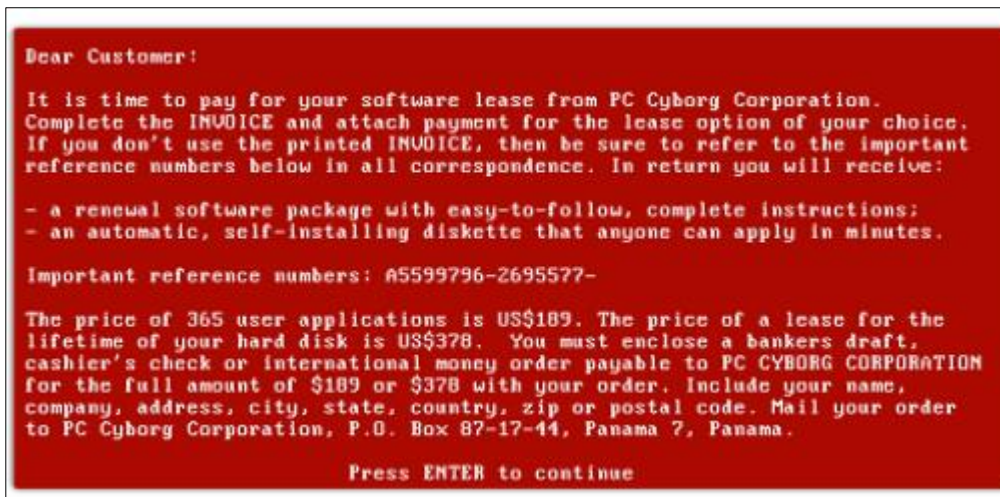 Dear Customer:
It is time to pay for your software lease from PC Cyborg Corporation.
Complete the INVOICE and attach payment for the lease option of your choice.
If you don't use the printed INVOICE, then be sure to refer to the important
reference numbers below in all correspondence. In return you will receive:
- a renewal software package with easy-to-follow, complete instructions;
- an automatic, self-installing diskette that anyone can apply in minutes.
Important reference numbers: A5599796-2695577-
The price of 365 user applications is US$189. The price of a lease for the
lifetime of your hard disk is US$378. You must enclose a bankers draft,
cashier's check or international money order payable to PC CYBORG CORPORATION
for the full amount of $189 or $378 with your order. Include your name,
company, address, city, state, country, zip or postal code. Mail your order
to PC Cyborg Corporation, P.O. Box 87-17-44, Panama 7, Panama.
Press ENTER to continue